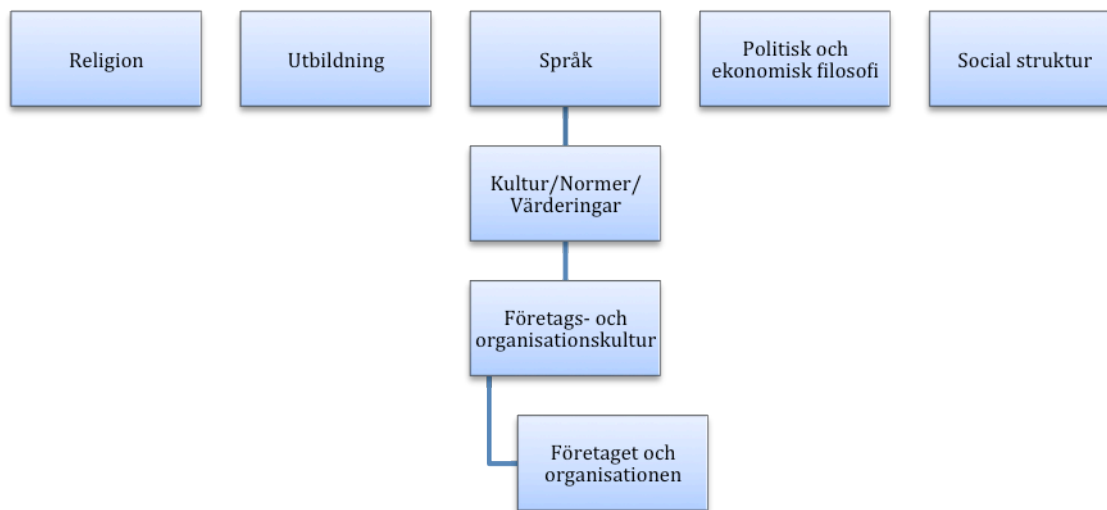 Religion
Utbildning
Språk
Politisk och
ekonomisk filosofi
Social struktur
Kultur/Normer/
Värderingar
Företags- och
organisationskultur
Företaget och
organisationen